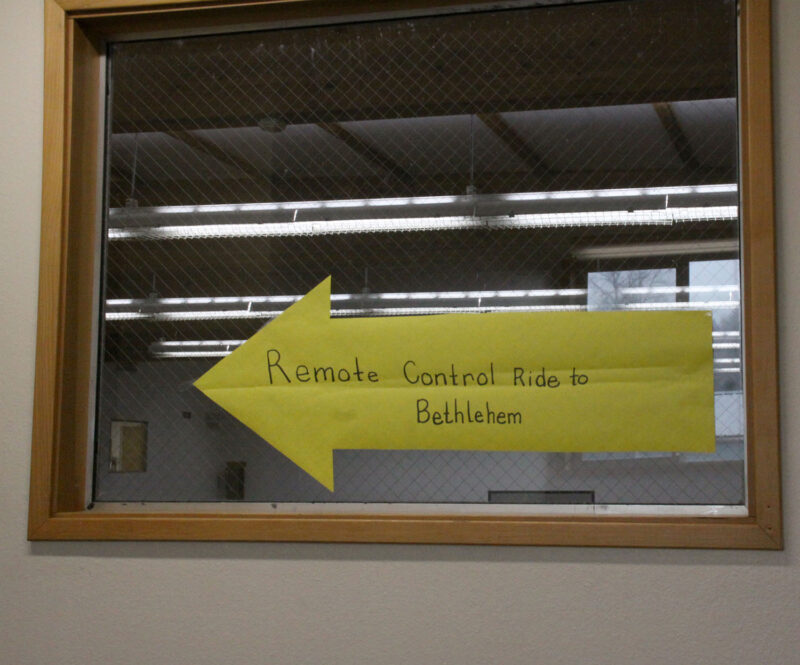 Remote Control Ride to
Bethlehem